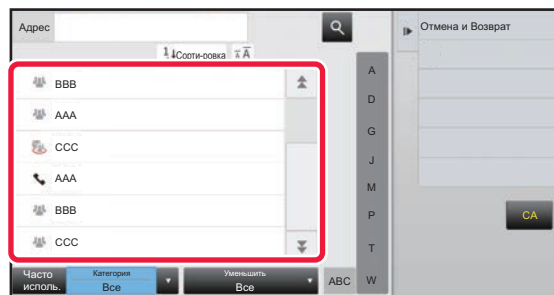 Адрес
Отмена и Возврат
Сорти-ровка
BBB
AAA
CCC
AAA
BBB
CCC
A
D
G
J
M
P
T
W
CA
Часто
исполь.
Категория
Все
Уменьшить
Все
ABC